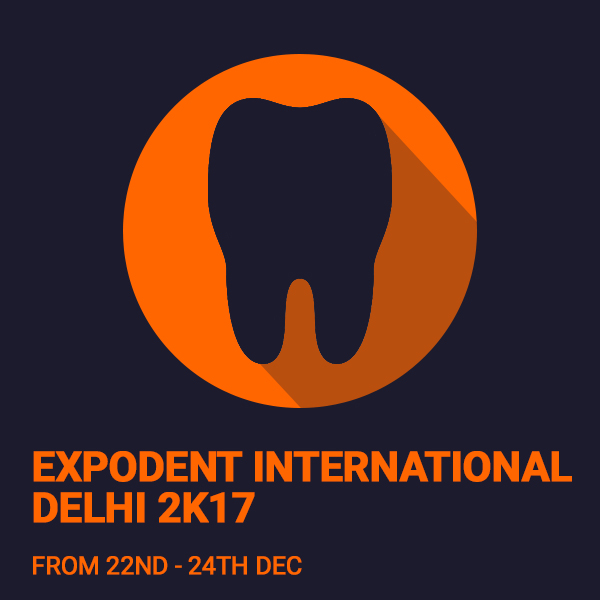 EXPODENT INTERNATIONAL
DELHI 2K17
FROM 22ND - 24TH DEC